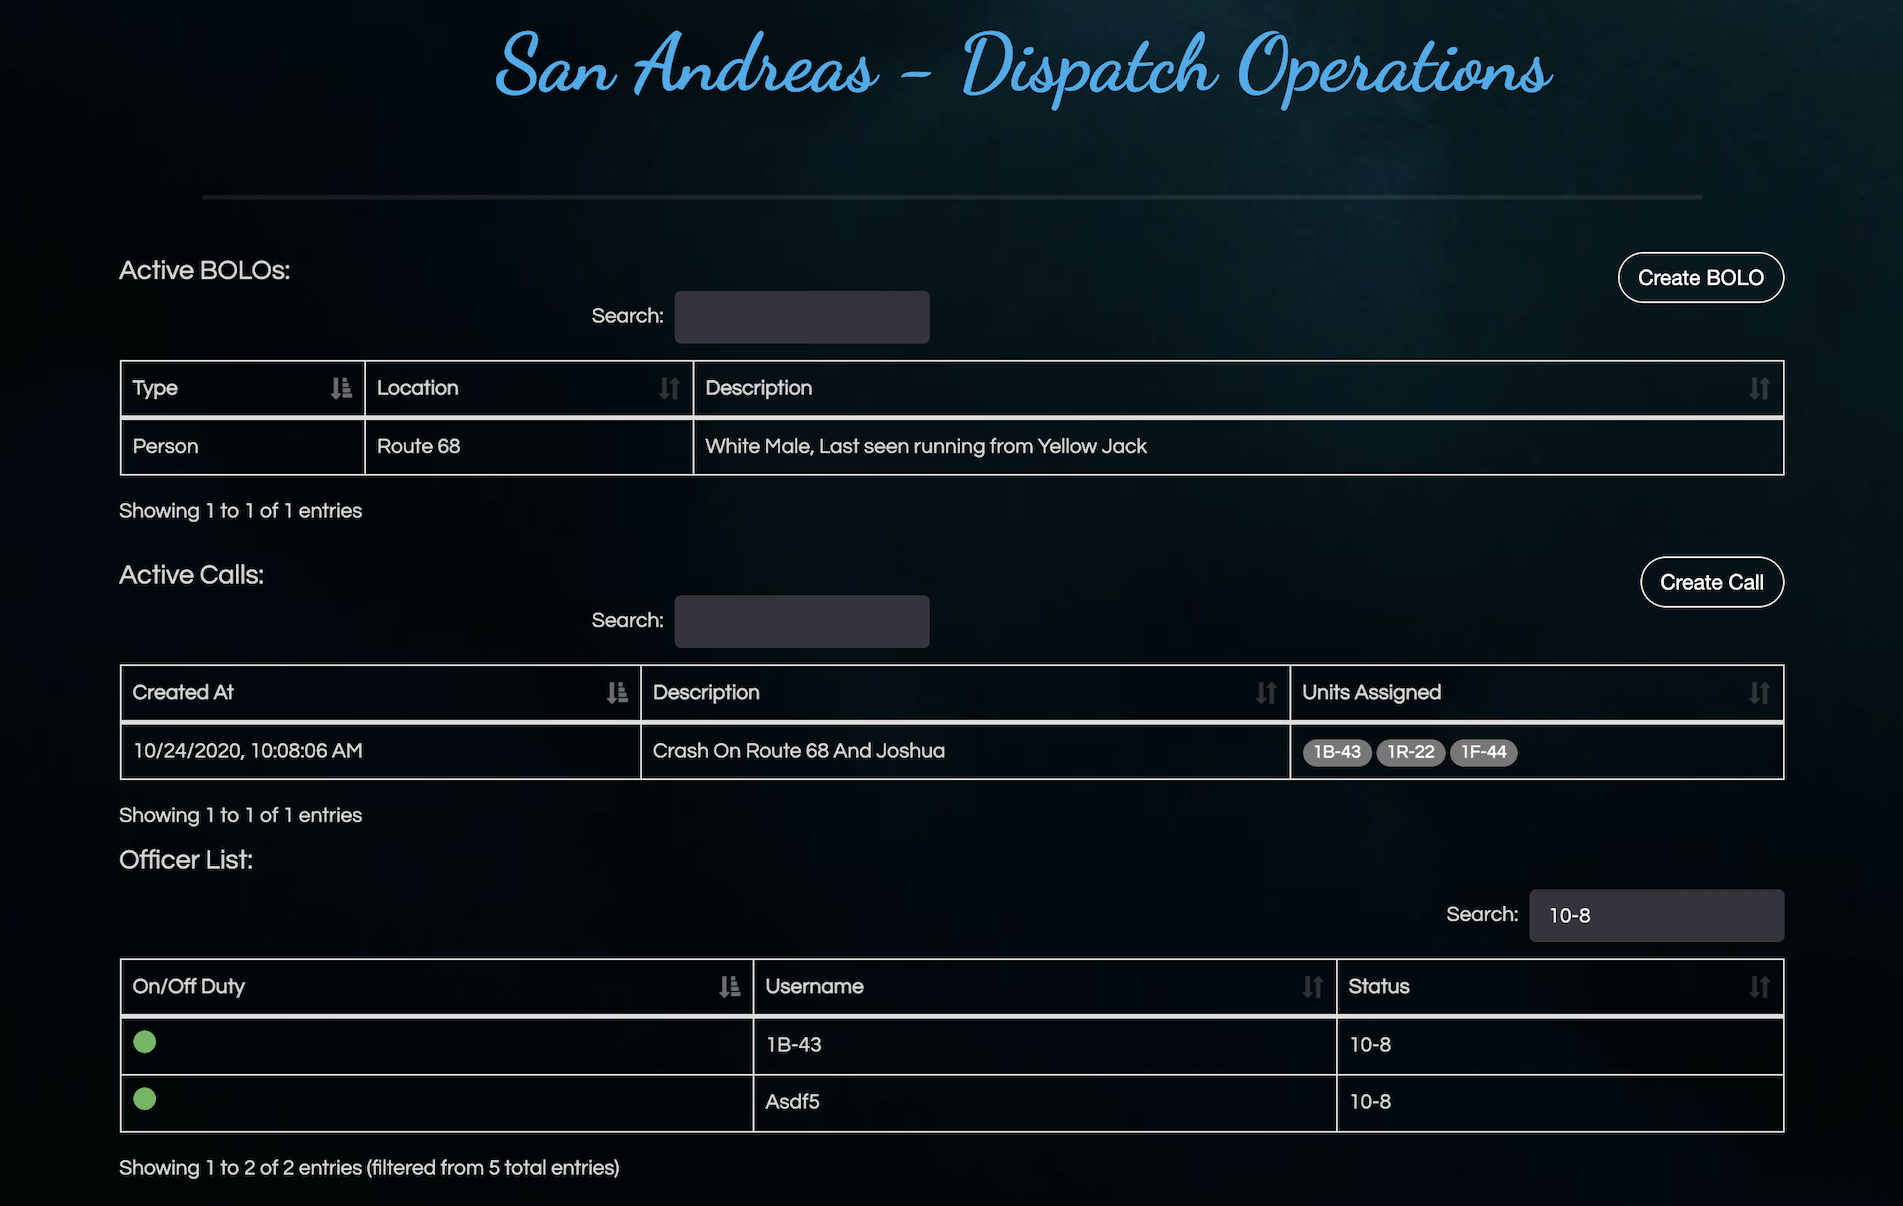 San Andreas - Dispatch Operations
Active BOLOs:
Create BOLO
Search:
Type Location Description
Person Route 68 White Male, Last seen running from Yellow Jack
Showing 1 to 1 of 1 entries
Active Calls:
Create Call
Search:
Created At Description Units Assigned
10/24/2020, 10:08:06 AM Crash On Route 68 And Joshua 1B-43 1R-22 1F-44
Showing 1 to 1 of 1 entries
Officer List:
Search: 10-8
On/Off Duty Username Status
1B-43 10-8
Asdf5 10-8
Showing 1 to 2 of 2 entries (filtered from 5 total entries)